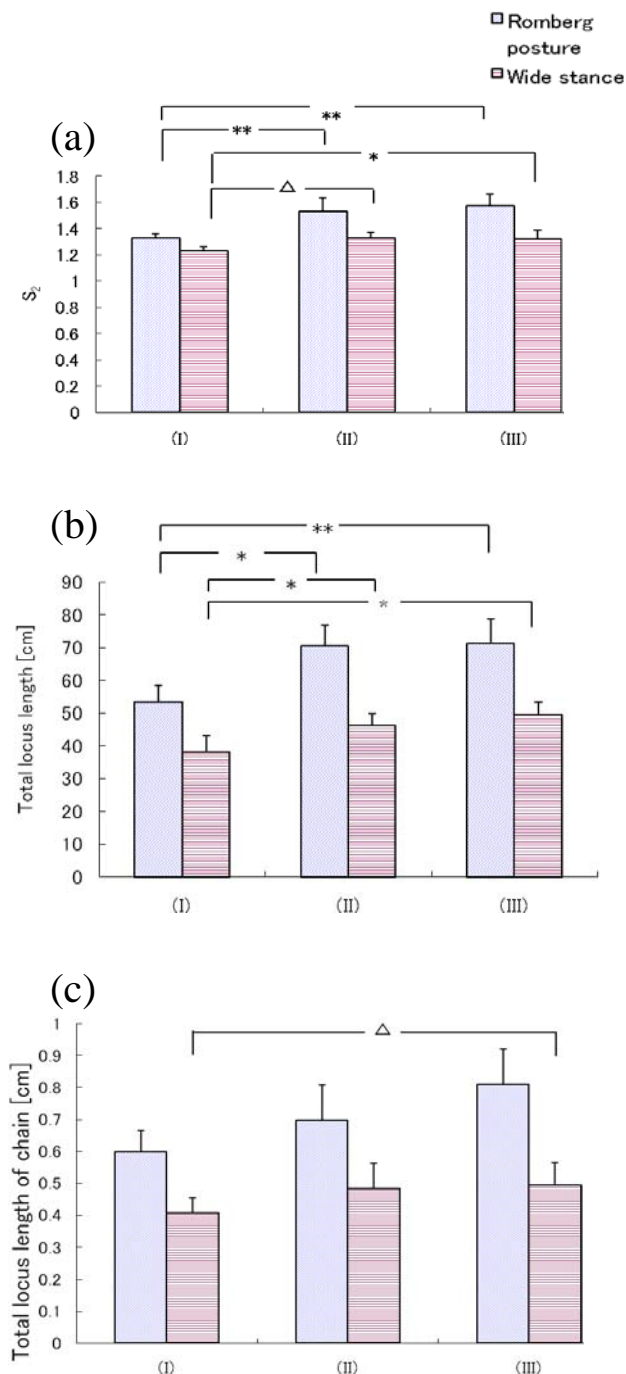 Romberg
posture
Wide stance
(a)
**
**
*
△
1.8
1.6
1.4
1.2
1
0.8
0.6
0.4
0.2
0
S₂
(I)
(II)
(III)
(b)
**
*
*
*
90
80
70
60
50
40
30
20
10
0
Total locus length [cm]
(I)
(II)
(III)
(c)
△
1
0.9
0.8
0.7
0.6
0.5
0.4
0.3
0.2
0.1
0
Total locus length of chain [cm]
(I)
(II)
(III)